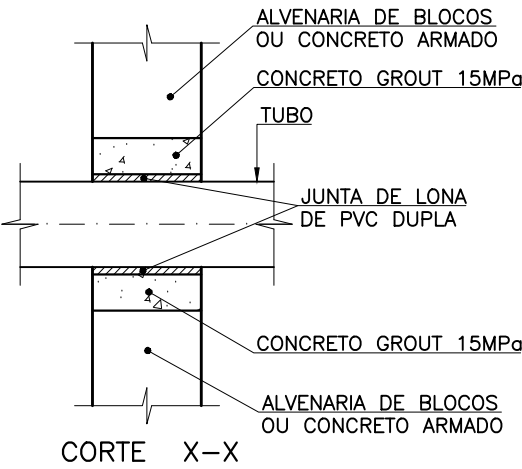 ALVENARIA DE BLOCOS
OU CONCRETO ARMADO
CONCRETO GROUT 15MPa
TUBO
JUNTA DE LONA
DE PVC DUPLA
CONCRETO GROUT 15MPa
ALVENARIA DE BLOCOS
OU CONCRETO ARMADO
CORTE X-X